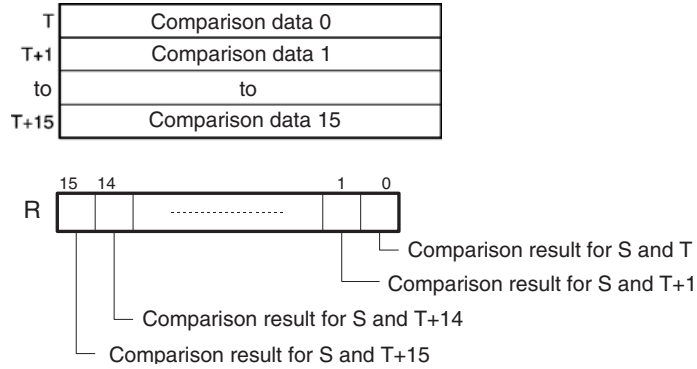 T Comparison data 0
T+1 Comparison data 1
to to
T+15 Comparison data 15
15 14 1 0
R
Comparison result for S and T
Comparison result for S and T+1
Comparison result for S and T+14
Comparison result for S and T+15